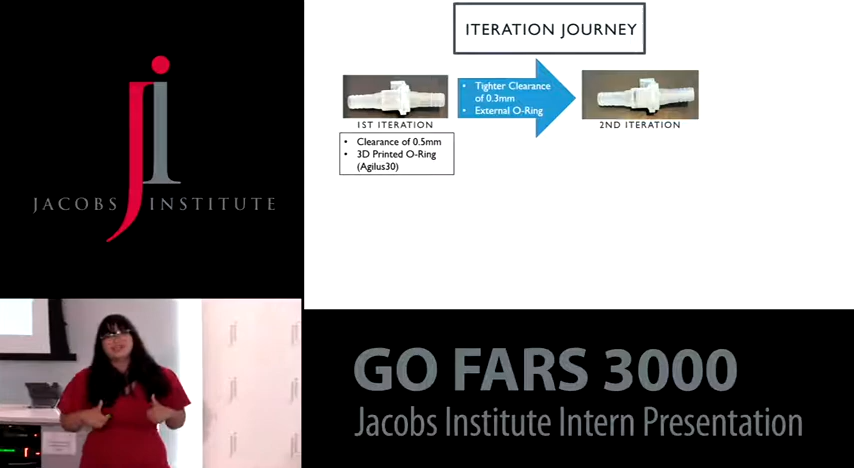 JACOBS INSTITUTE
ITERATION JOURNEY
1ST ITERATION
• Clearance of 0.5mm
• 3D Printed O-Ring
(Agilus30)
• Tighter Clearance
of 0.3mm
• External O-Ring
2ND ITERATION
GO FARS 3000
Jacobs Institute Intern Presentation